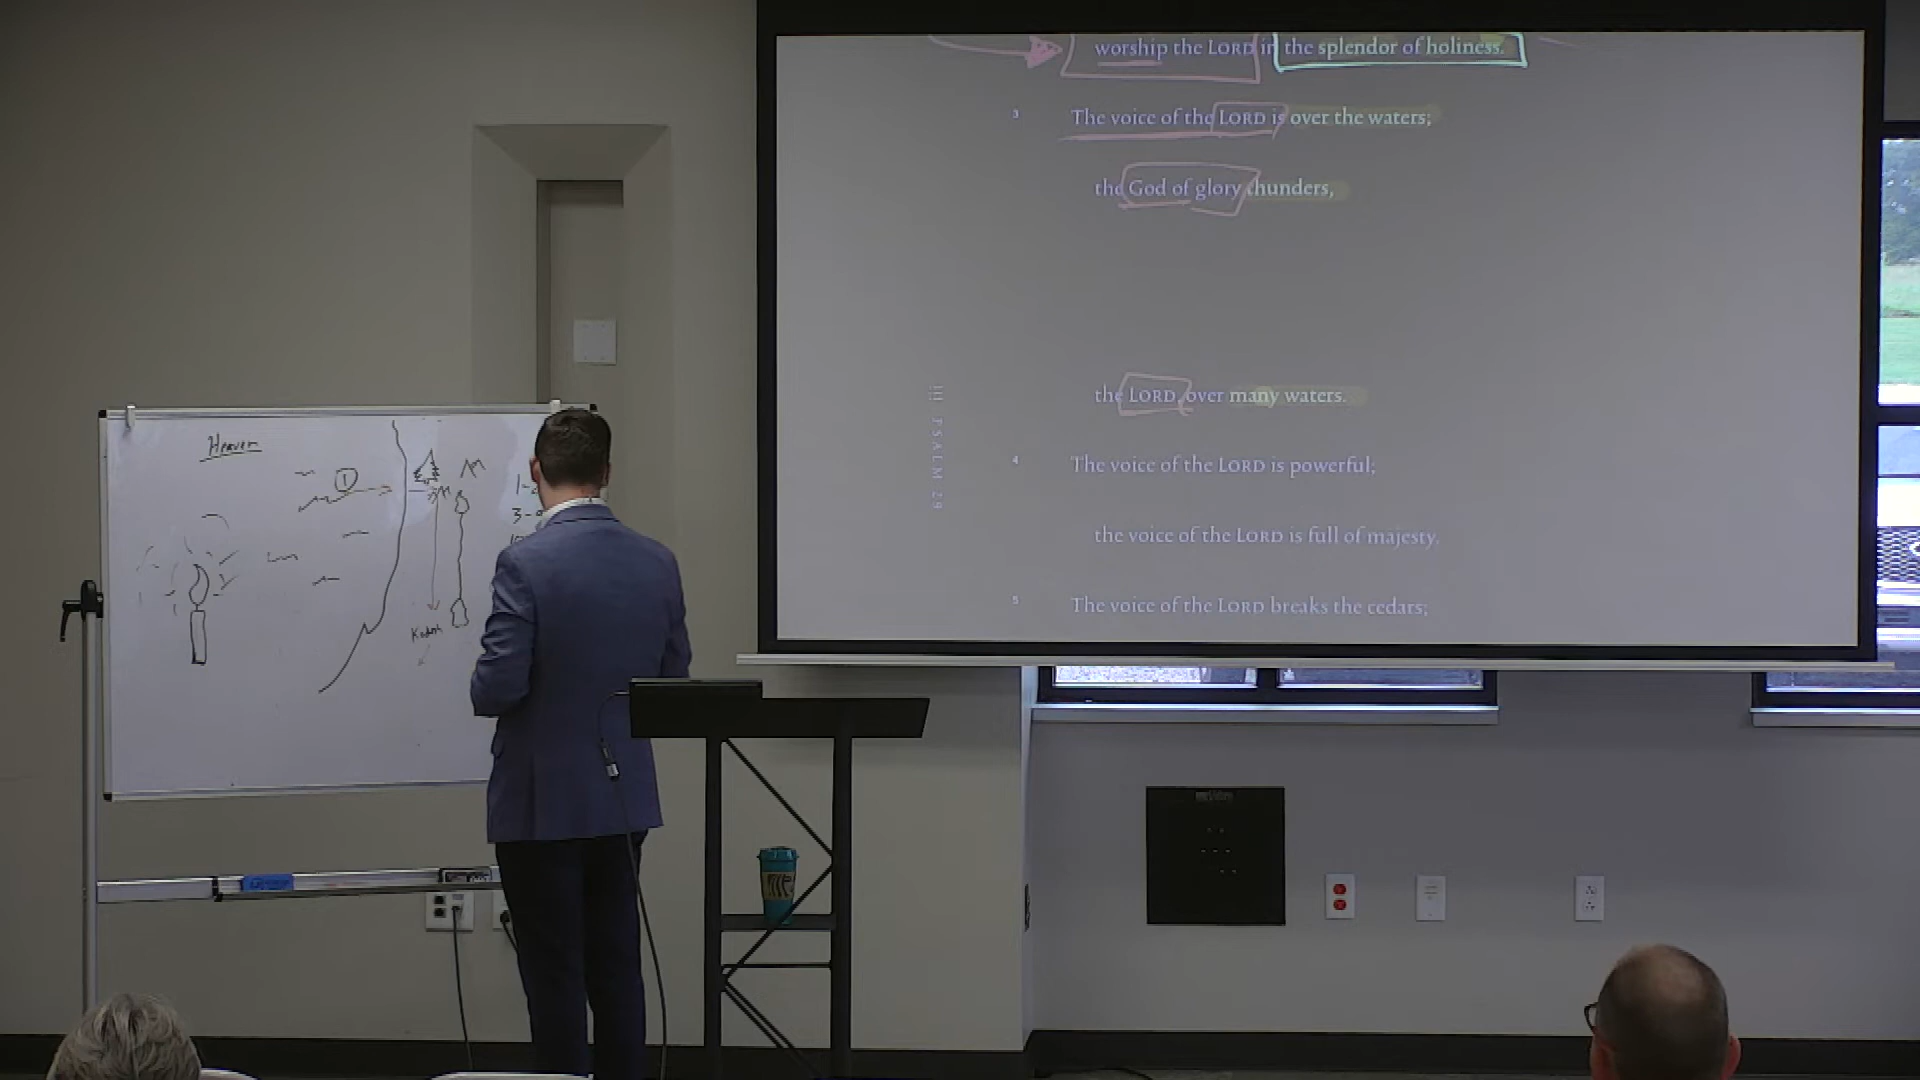 worship the LORD in the splendor of holiness.
3 The voice of the LORD is over the waters;
the God of glory thunders,
the LORD, over many waters.
4 The voice of the LORD is powerful;
the voice of the LORD is full of majesty.
5 The voice of the LORD breaks the cedars;
PSALM 29
Heaven
1
1-
3-
10
Kadesh